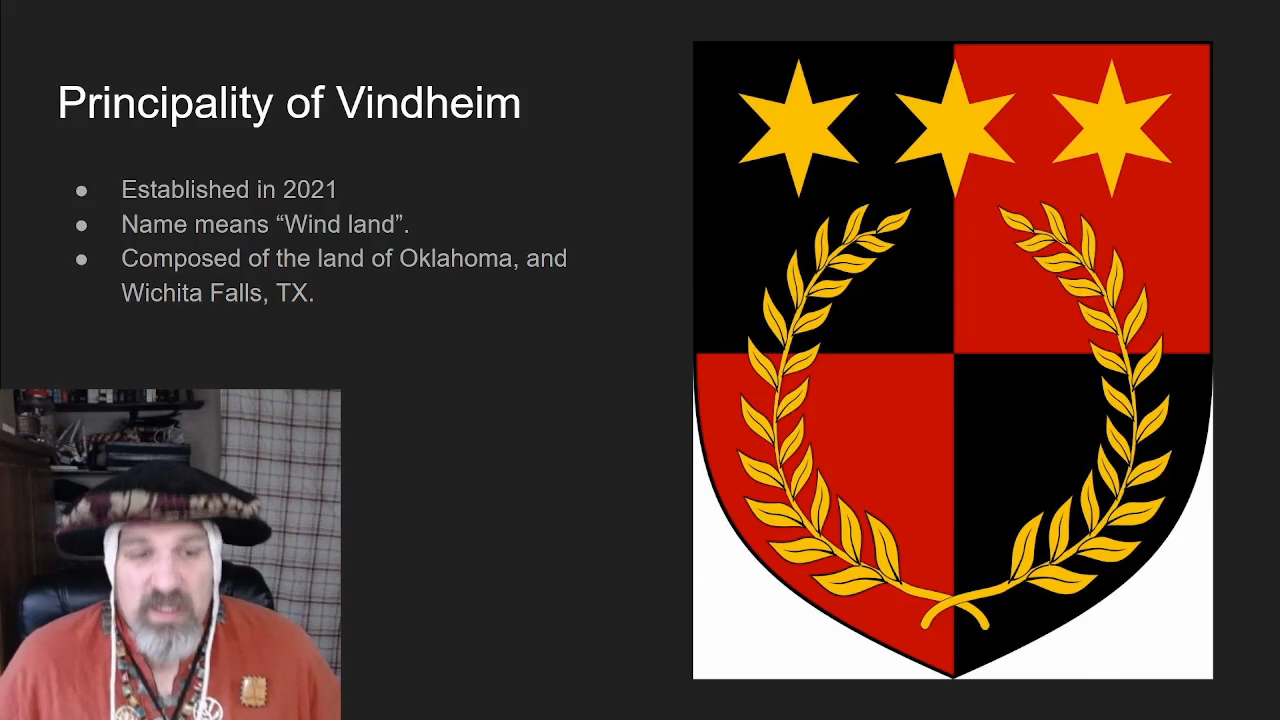 Principality of Vindheim
● Established in 2021
● Name means “Wind land”.
● Composed of the land of Oklahoma, and
Wichita Falls, TX.